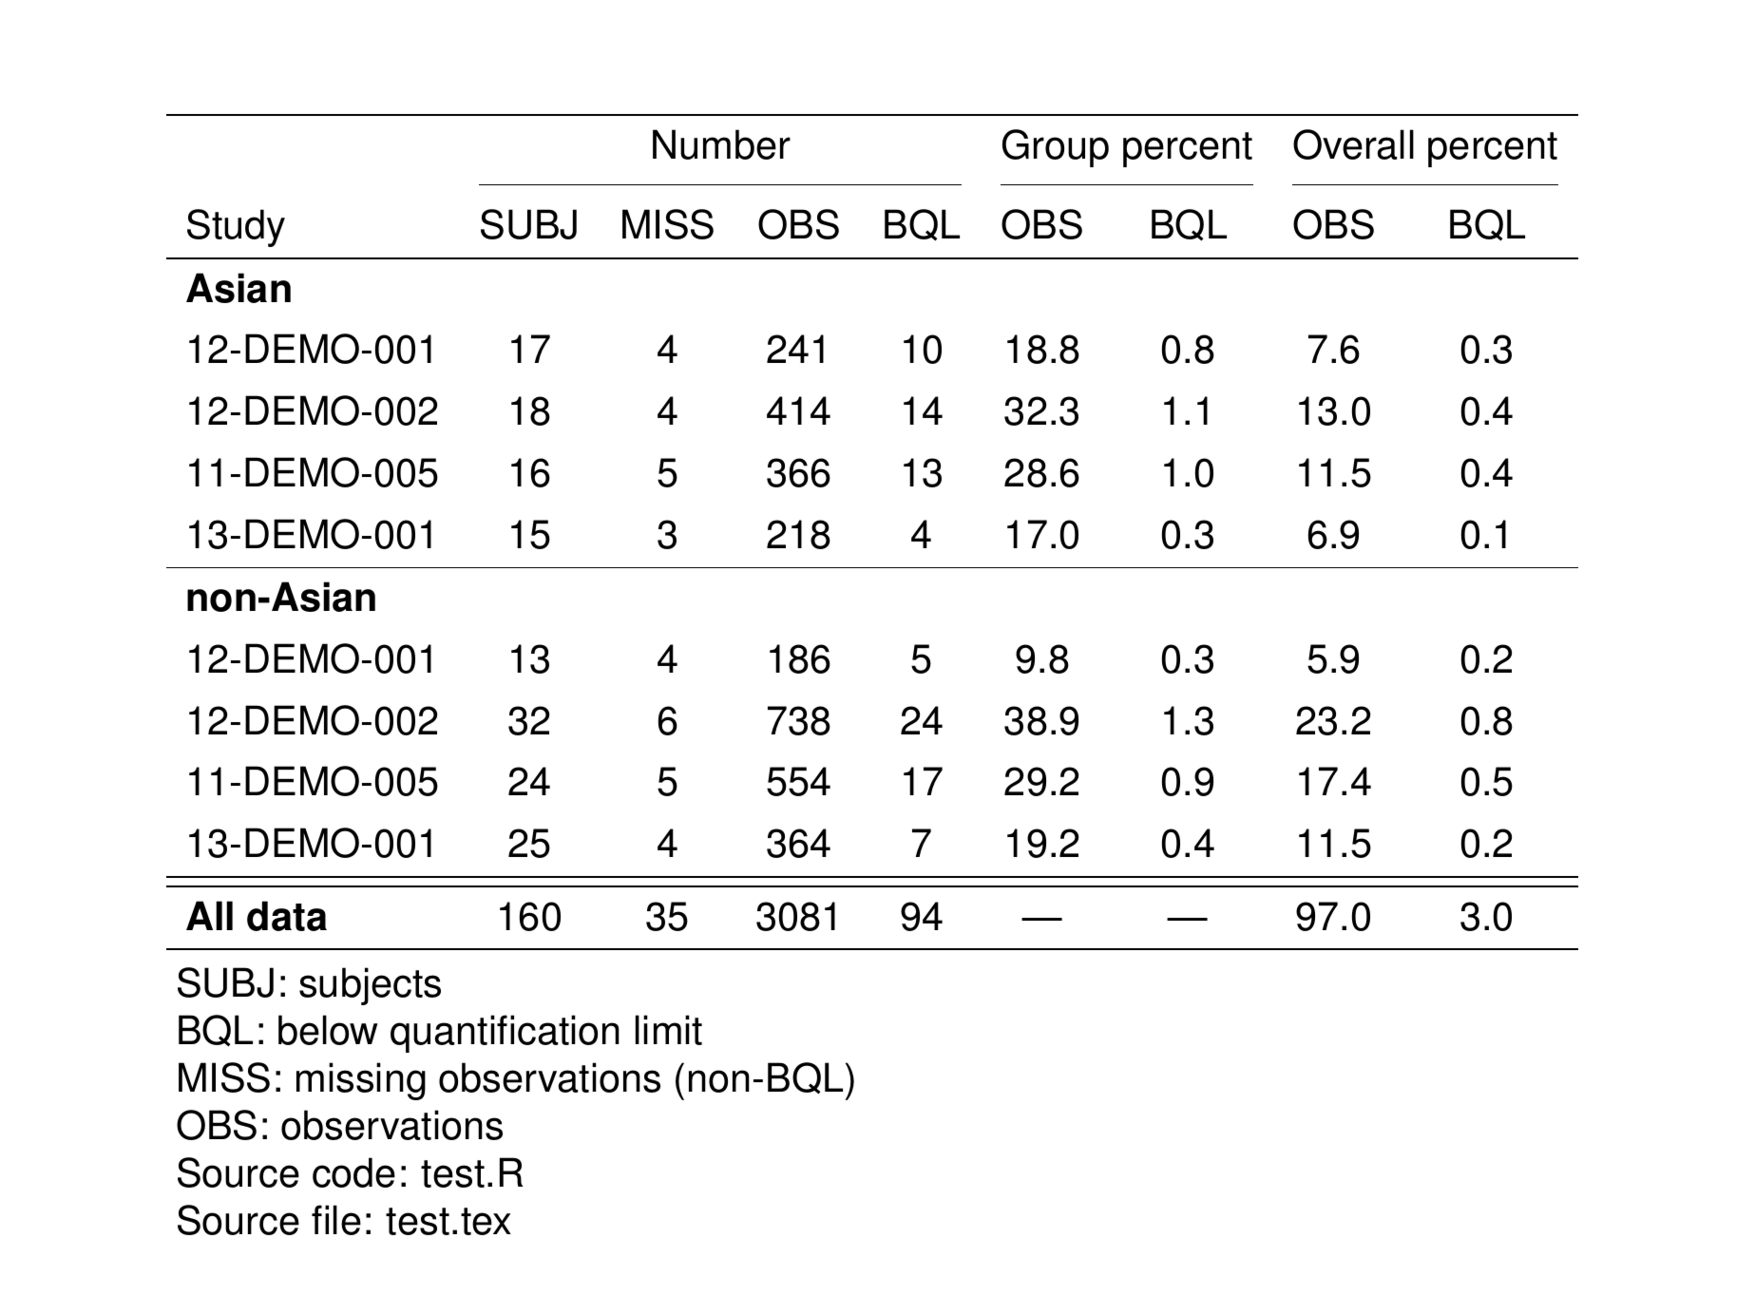 Number Group percent Overall percent
Study SUBJ MISS OBS BQL OBS BQL OBS BQL
Asian
12-DEMO-001 17 4 241 10 18.8 0.8 7.6 0.3
12-DEMO-002 18 4 414 14 32.3 1.1 13.0 0.4
11-DEMO-005 16 5 366 13 28.6 1.0 11.5 0.4
13-DEMO-001 15 3 218 4 17.0 0.3 6.9 0.1
non-Asian
12-DEMO-001 13 4 186 5 9.8 0.3 5.9 0.2
12-DEMO-002 32 6 738 24 38.9 1.3 23.2 0.8
11-DEMO-005 24 5 554 17 29.2 0.9 17.4 0.5
13-DEMO-001 25 4 364 7 19.2 0.4 11.5 0.2
All data 160 35 3081 94 — — 97.0 3.0
SUBJ: subjects
BQL: below quantification limit
MISS: missing observations (non-BQL)
OBS: observations
Source code: test.R
Source file: test.tex